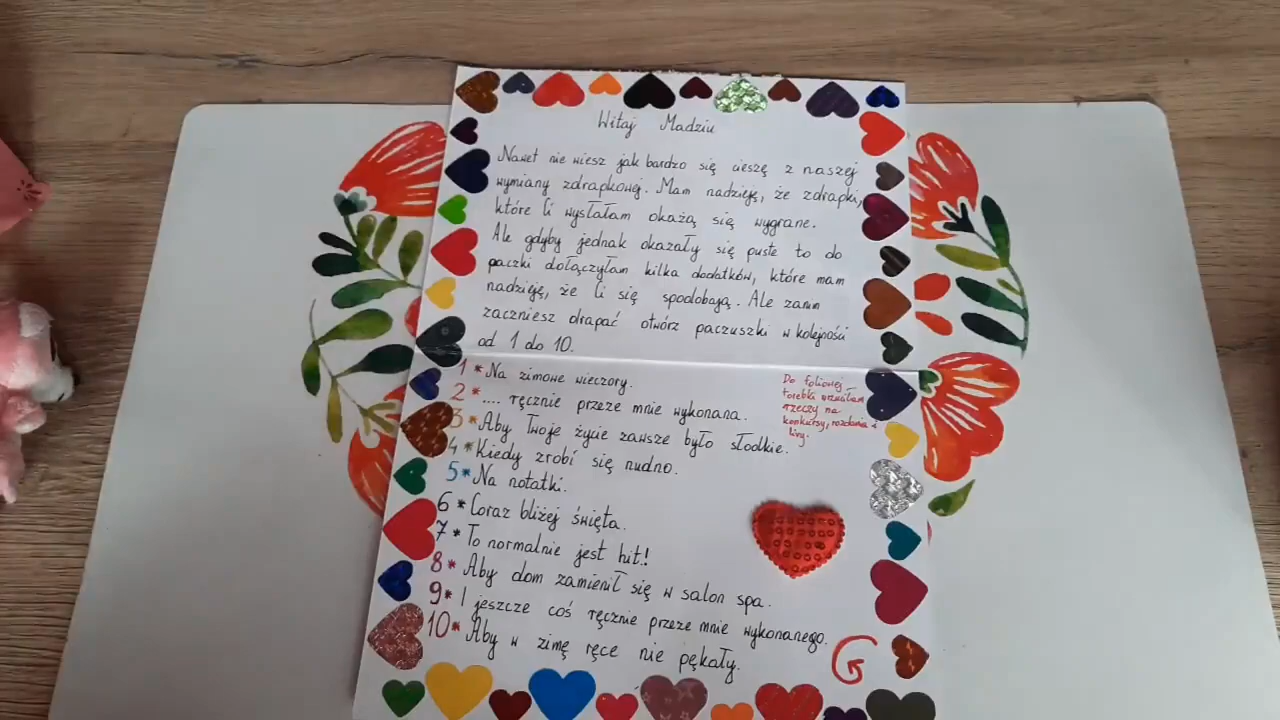 Witaj Madziu
Nawet nie wiesz jak bardzo się cieszę z naszej
wymiany zdrapkowej. Mam nadzieję, że zdrapki,
które Ci wysłałam okażą się wygrane.
Ale gdyby jednak okazały się puste to do
paczki dołączyłam kilka dodatków, które mam
nadzieję, że Ci się spodobają. Ale zanim
zaczniesz drapać otwórz paczuszki w kolejności
od 1 do 10.
1* Na zimowe wieczory.
2* .... ręcznie przeze mnie wykonana.
3* Aby Twoje życie zawsze było słodkie.
4* Kiedy zrobi się nudno.
5* Na notatki.
6* Coraz bliżej święta.
7* To normalnie jest hit!
8* Aby dom zamienił się w salon spa.
9* I jeszcze coś ręcznie przeze mnie wykonanego.
10* Aby w zimę ręce nie pękały.
Do foliowej
torebki
rzeczy na
konkursy, rozdania i
livy.